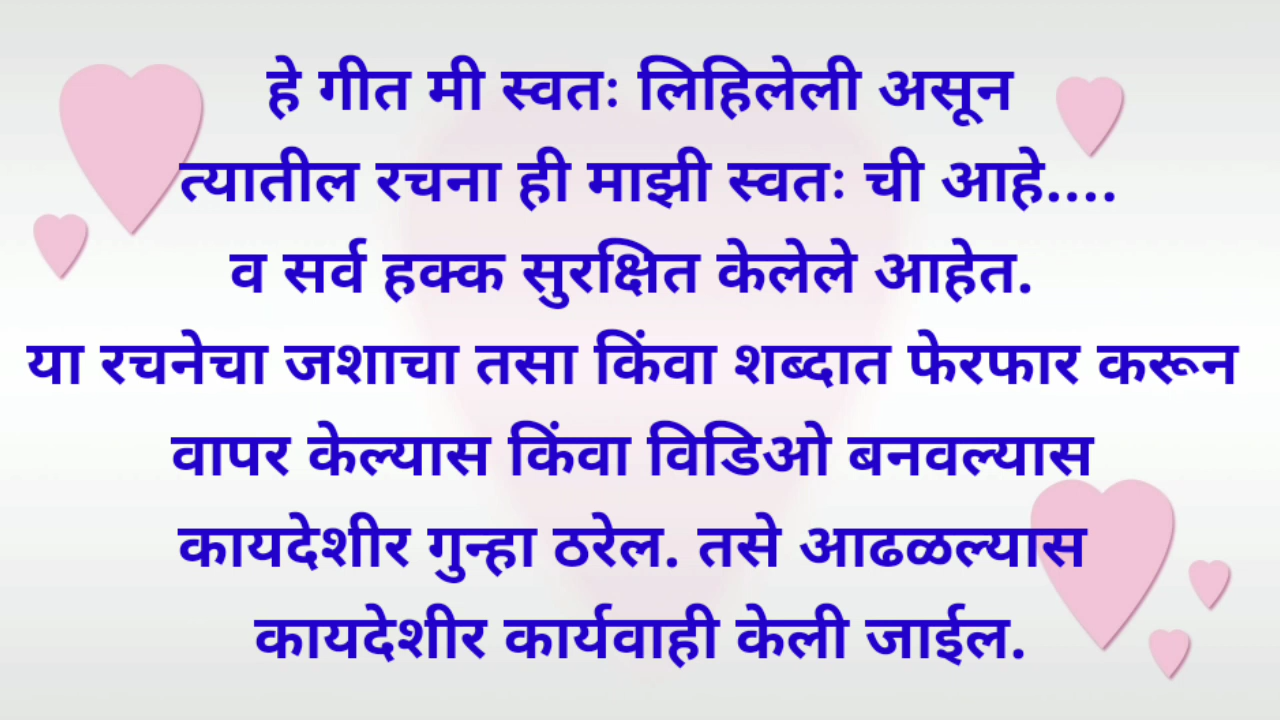 हे गीत मी स्वतः लिहिलेली असून
त्यातील रचना ही माझी स्वतः ची आहे....
व सर्व हक्क सुरक्षित केलेले आहेत.
या रचनेचा जशाचा तसा किंवा शब्दात फेरफार करून
वापर केल्यास किंवा विडिओ बनवल्यास
कायदेशीर गुन्हा ठरेल. तसे आढळल्यास
कायदेशीर कार्यवाही केली जाईल.